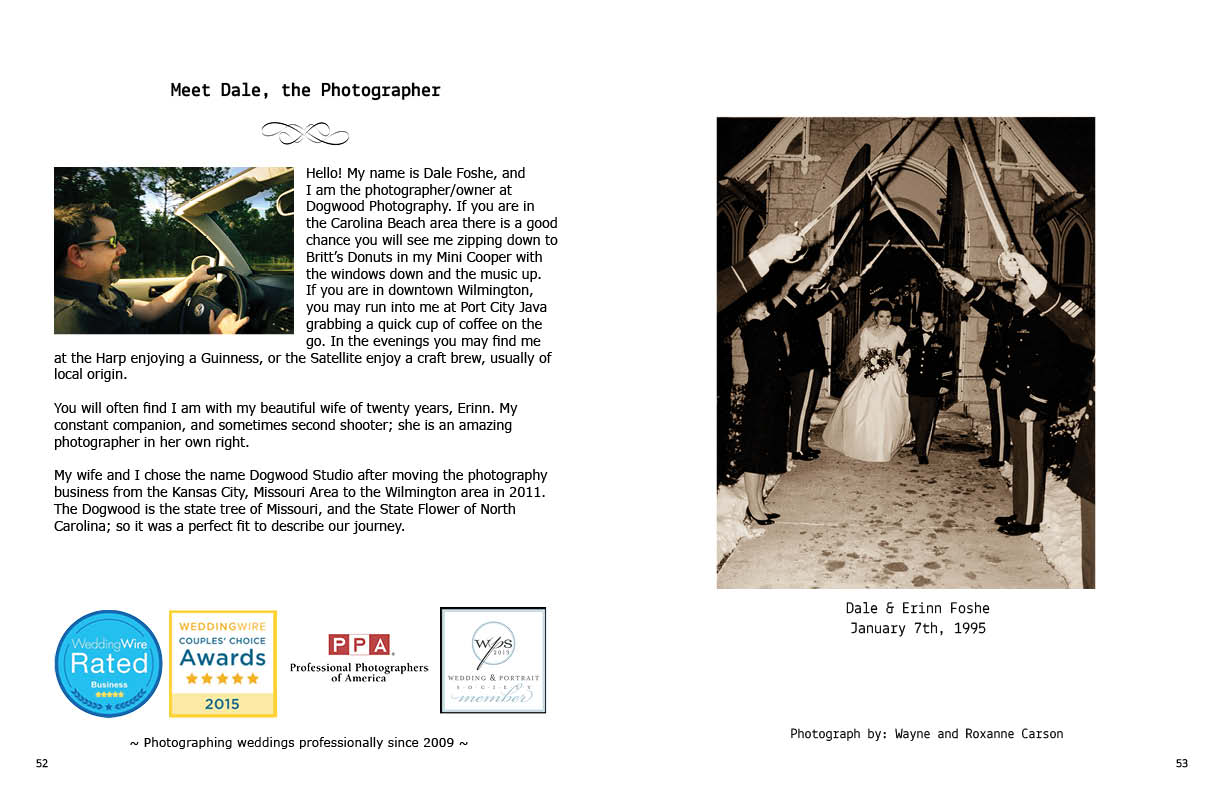 Meet Dale, the Photographer
Hello! My name is Dale Foshe, and
I am the photographer/owner at
Dogwood Photography. If you are in
the Carolina Beach area there is a good
chance you will see me zipping down to
Britt's Donuts in my Mini Cooper with
the windows down and the music up.
If you are in downtown Wilmington,
you may run into me at Port City Java
grabbing a quick cup of coffee on the
go. In the evenings you may find me
at the Harp enjoying a Guinness, or the Satellite enjoy a craft brew, usually of
local origin.
You will often find I am with my beautiful wife of twenty years, Erinn. My
constant companion, and sometimes second shooter; she is an amazing
photographer in her own right.
My wife and I chose the name Dogwood Studio after moving the photography
business from the Kansas City, Missouri Area to the Wilmington area in 2011.
The Dogwood is the state tree of Missouri, and the State Flower of North
Carolina; so it was a perfect fit to describe our journey.
WeddingWire
Rated
Business
WEDDINGWIRE
COUPLES' CHOICE
Awards
2015
PPA®
Professional Photographers
of America
WPS
2015
WEDDING & PORTRAIT
SOCIETY
member
~ Photographing weddings professionally since 2009 ~
52
Dale & Erinn Foshe
January 7th, 1995
Photograph by: Wayne and Roxanne Carson
53